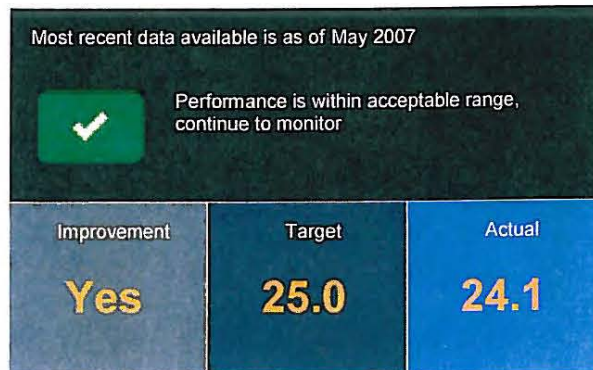 Most recent data available is as of May 2007
Performance is within acceptable range,
continue to monitor
Improvement
Target
Actual
Yes
25.0
24.1